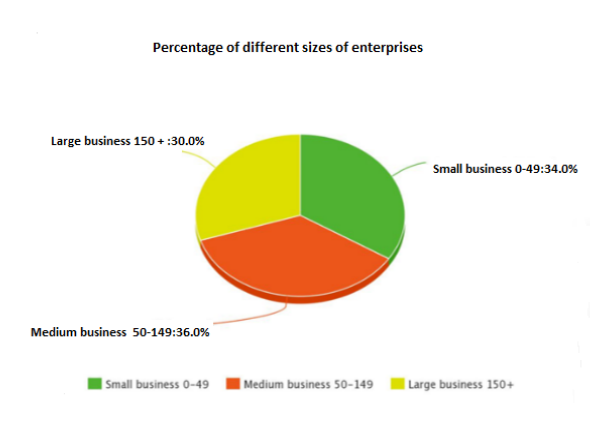 Percentage of different sizes of enterprises
Large business 150 + :30.0%
Small business 0-49:34.0%
Medium business 50-149:36.0%
Small business 0-49
Medium business 50-149
Large business 150+